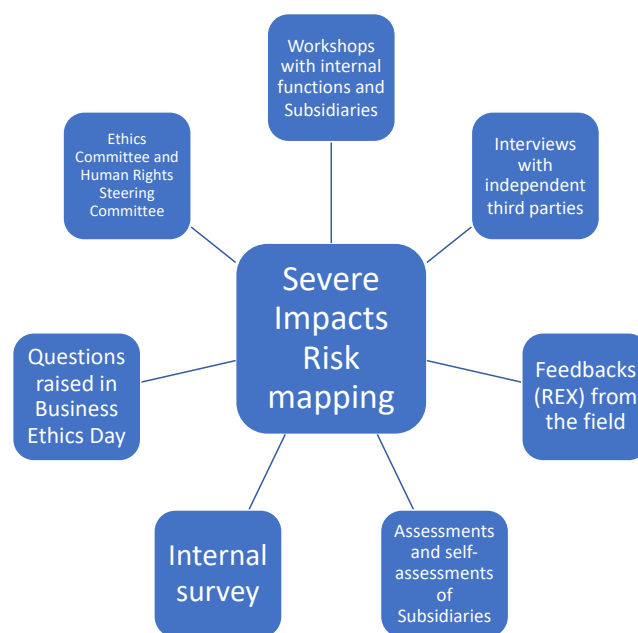 Workshops
with internal
functions and
Subsidiaries
Ethics
Committee and
Human Rights
Steering
Committee
Interviews
with
independent
third parties
Severe
Impacts
Risk
mapping
Questions
raised in
Business
Ethics Day
Feedbacks
(REX) from
the field
Internal
survey
Assessments
and self-
assessments
of
Subsidiaries